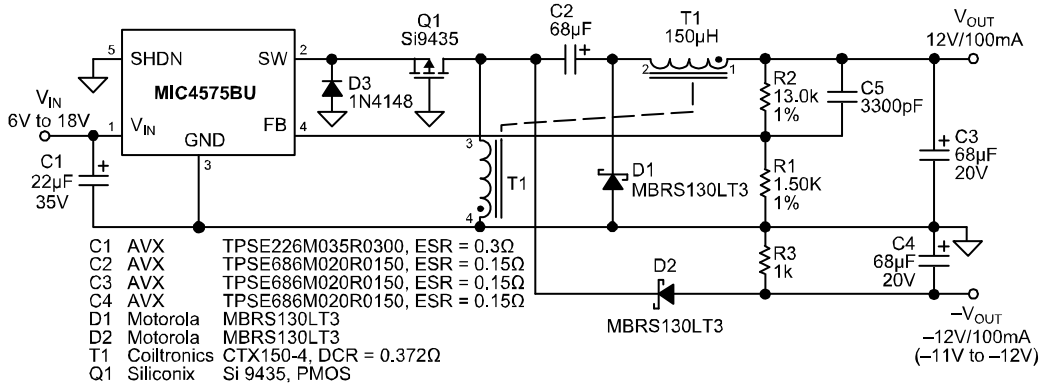 Q1
Si9435
C2
68µF
+
T1
150µH
VOUT
12V/100mA
5
SHDN
SW
2
MIC4575BU
D3
1N4148
2
1
R2
13.0k
1%
C5
3300pF
VIN
6V to 18V
1
VIN
GND
FB
4
3
C1
22µF
35V
+
3
T1
4
D1
MBRS130LT3
R1
1.50K
1%
+
C3
68µF
20V
R3
1k
C4
68µF
20V
+
D2
MBRS130LT3
–VOUT
–12V/100mA
(–11V to –12V)
C1 AVX TPSE226M035R0300, ESR = 0.3Ω
C2 AVX TPSE686M020R0150, ESR = 0.15Ω
C3 AVX TPSE686M020R0150, ESR = 0.15Ω
C4 AVX TPSE686M020R0150, ESR = 0.15Ω
D1 Motorola MBRS130LT3
D2 Motorola MBRS130LT3
T1 Coiltronics CTX150-4, DCR = 0.372Ω
Q1 Siliconix Si 9435, PMOS